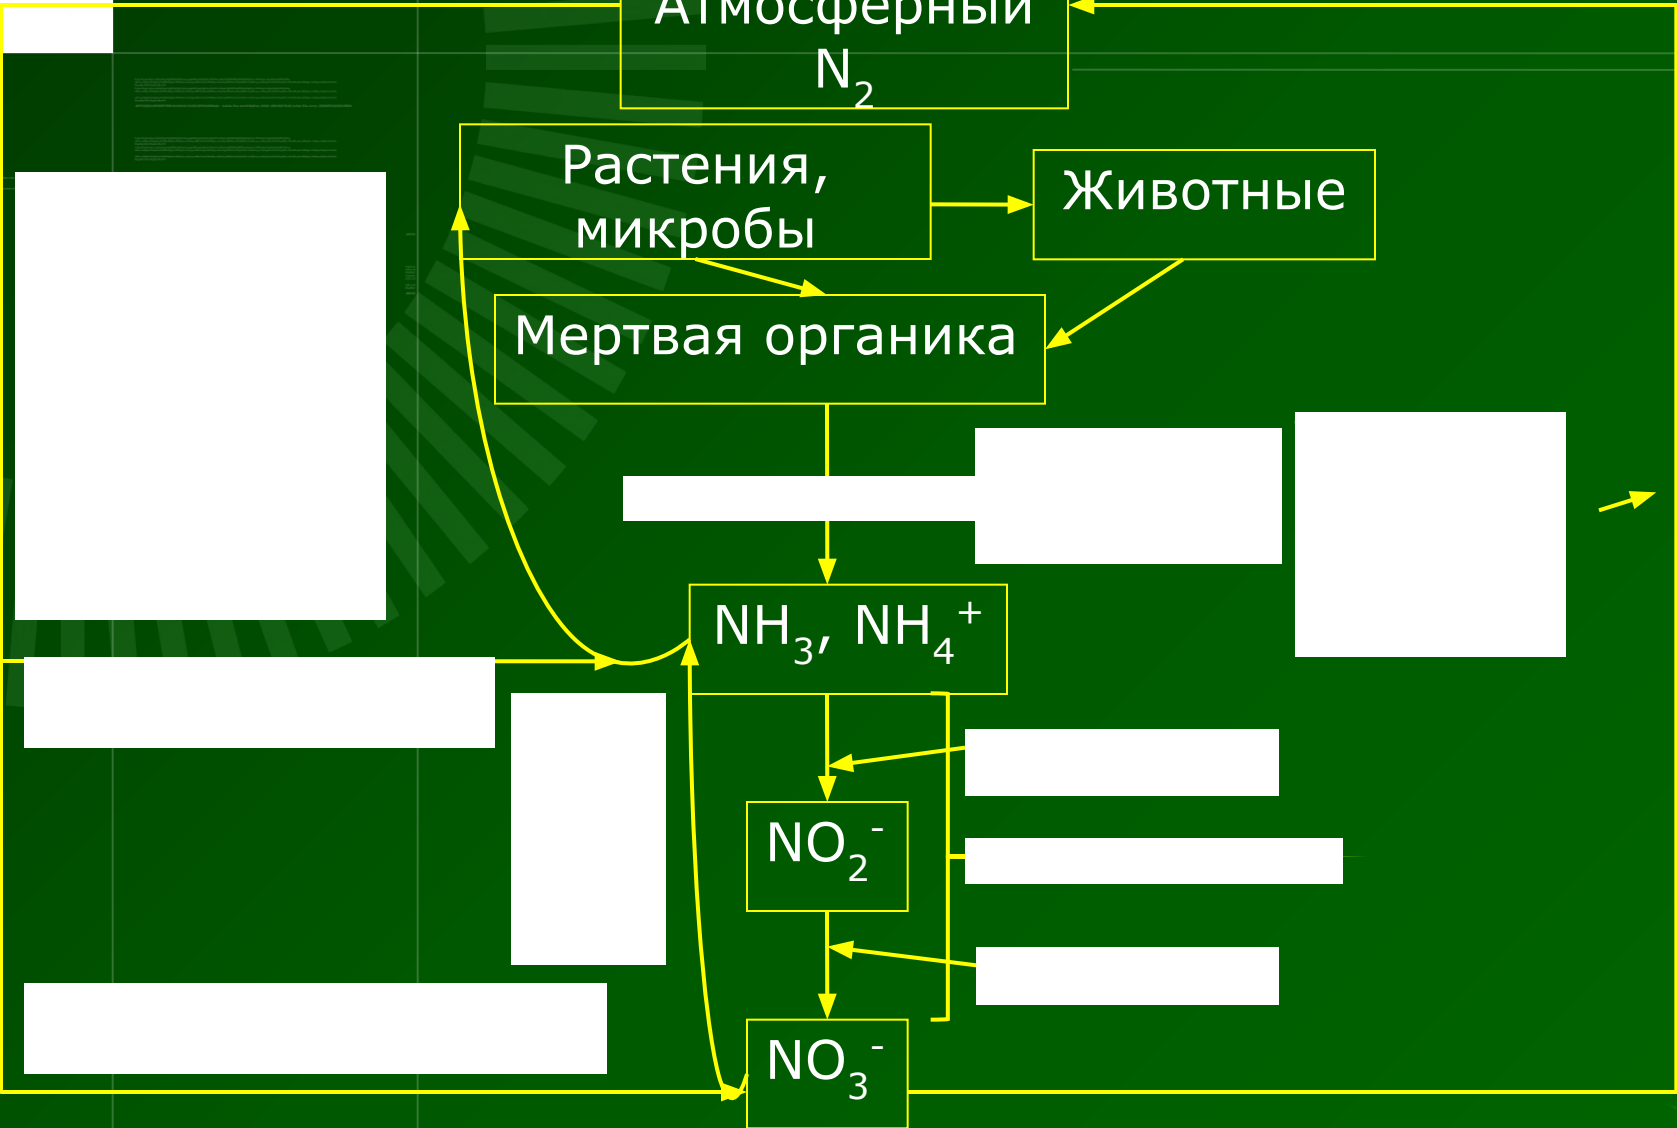 Атмосферный
N₂
Растения,
микробы
Животные
Мертвая органика
NH₃, NH₄⁺
NO₂⁻
NO₃⁻